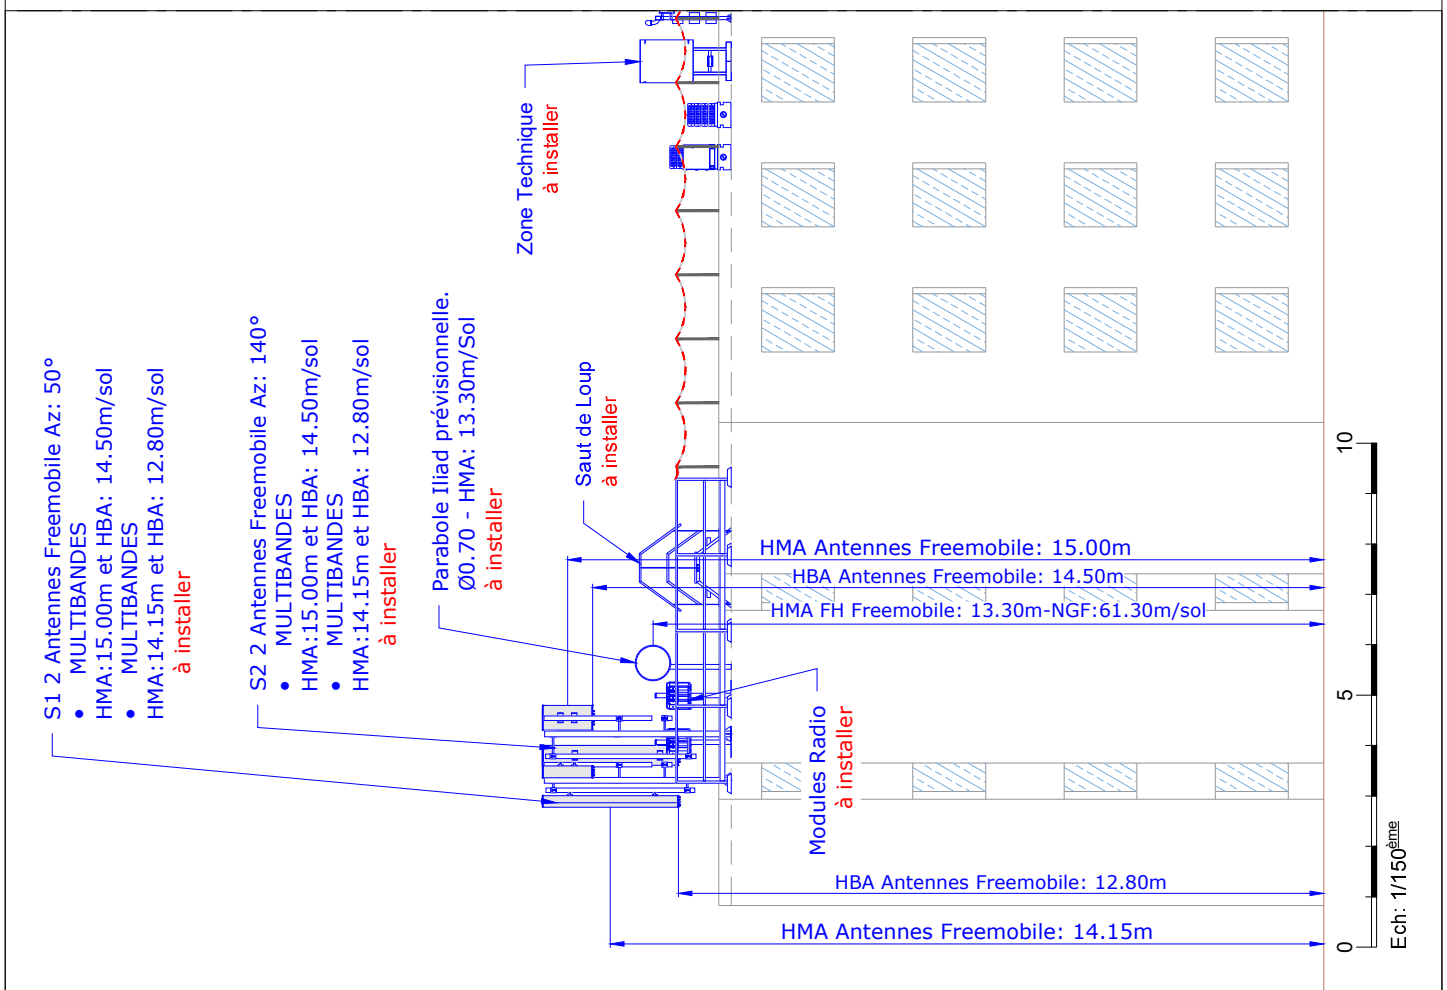 S1 2 Antennes Freemobile Az: 50°
• MULTIBANDES
HMA:15.00m et HBA: 14.50m/sol
• MULTIBANDES
HMA:14.15m et HBA: 12.80m/sol
à installer
S2 2 Antennes Freemobile Az: 140°
• MULTIBANDES
HMA:15.00m et HBA: 14.50m/sol
• MULTIBANDES
HMA:14.15m et HBA: 12.80m/sol
à installer
Parabole Iliad prévisionnelle.
Ø0.70 - HMA: 13.30m/Sol
à installer
Zone Technique
à installer
Saut de Loup
à installer
Modules Radio
à installer
HMA Antennes Freemobile: 15.00m
HBA Antennes Freemobile: 14.50m
HMA FH Freemobile: 13.30m-NGF:61.30m/sol
HBA Antennes Freemobile: 12.80m
HMA Antennes Freemobile: 14.15m
0
5
10
Ech: 1/150ème